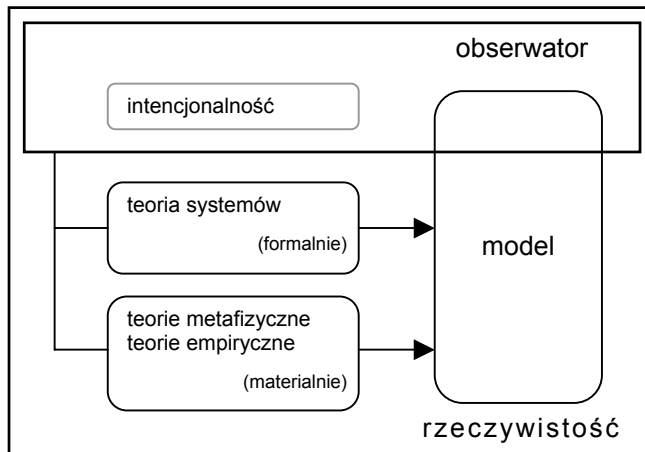 obserwator
intencjonalność
teoria systemów
(formalnie)
model
teorie metafizyczne
teorie empiryczne
(materialnie)
rzeczywistość